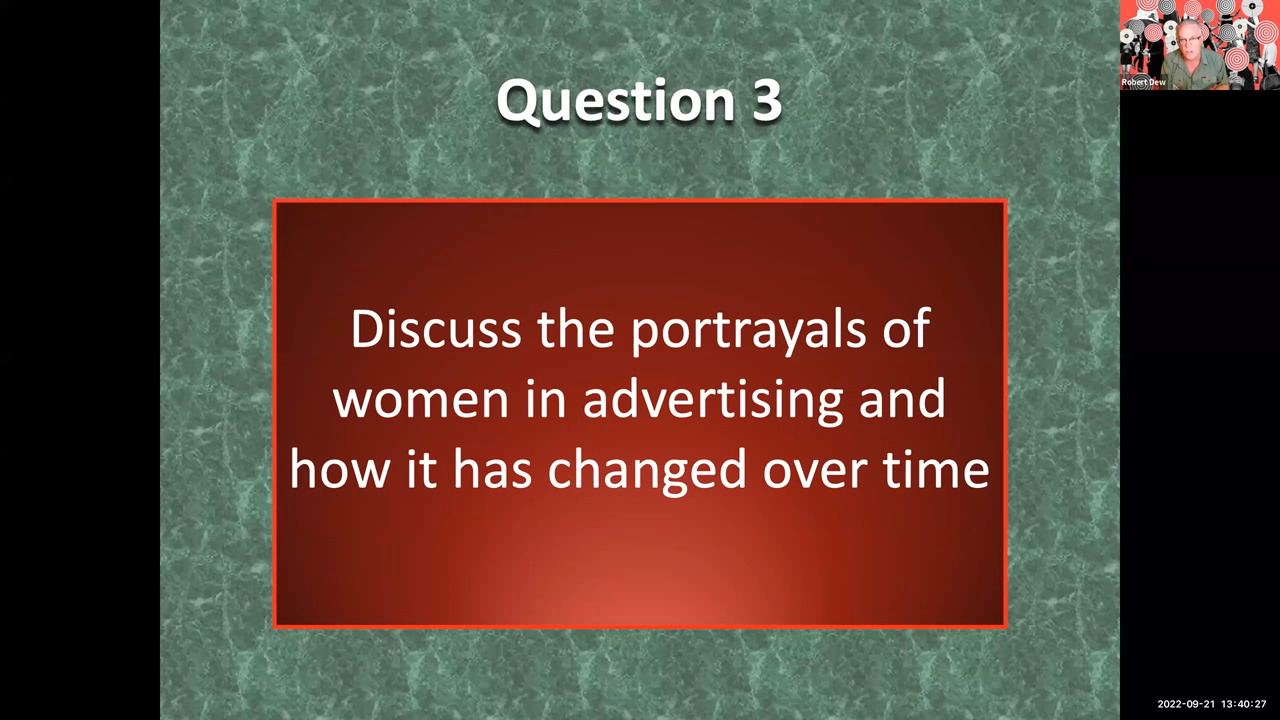 Question 3
Discuss the portrayals of
women in advertising and
how it has changed over time
Robert Dew
2022-09-21 13:40:27